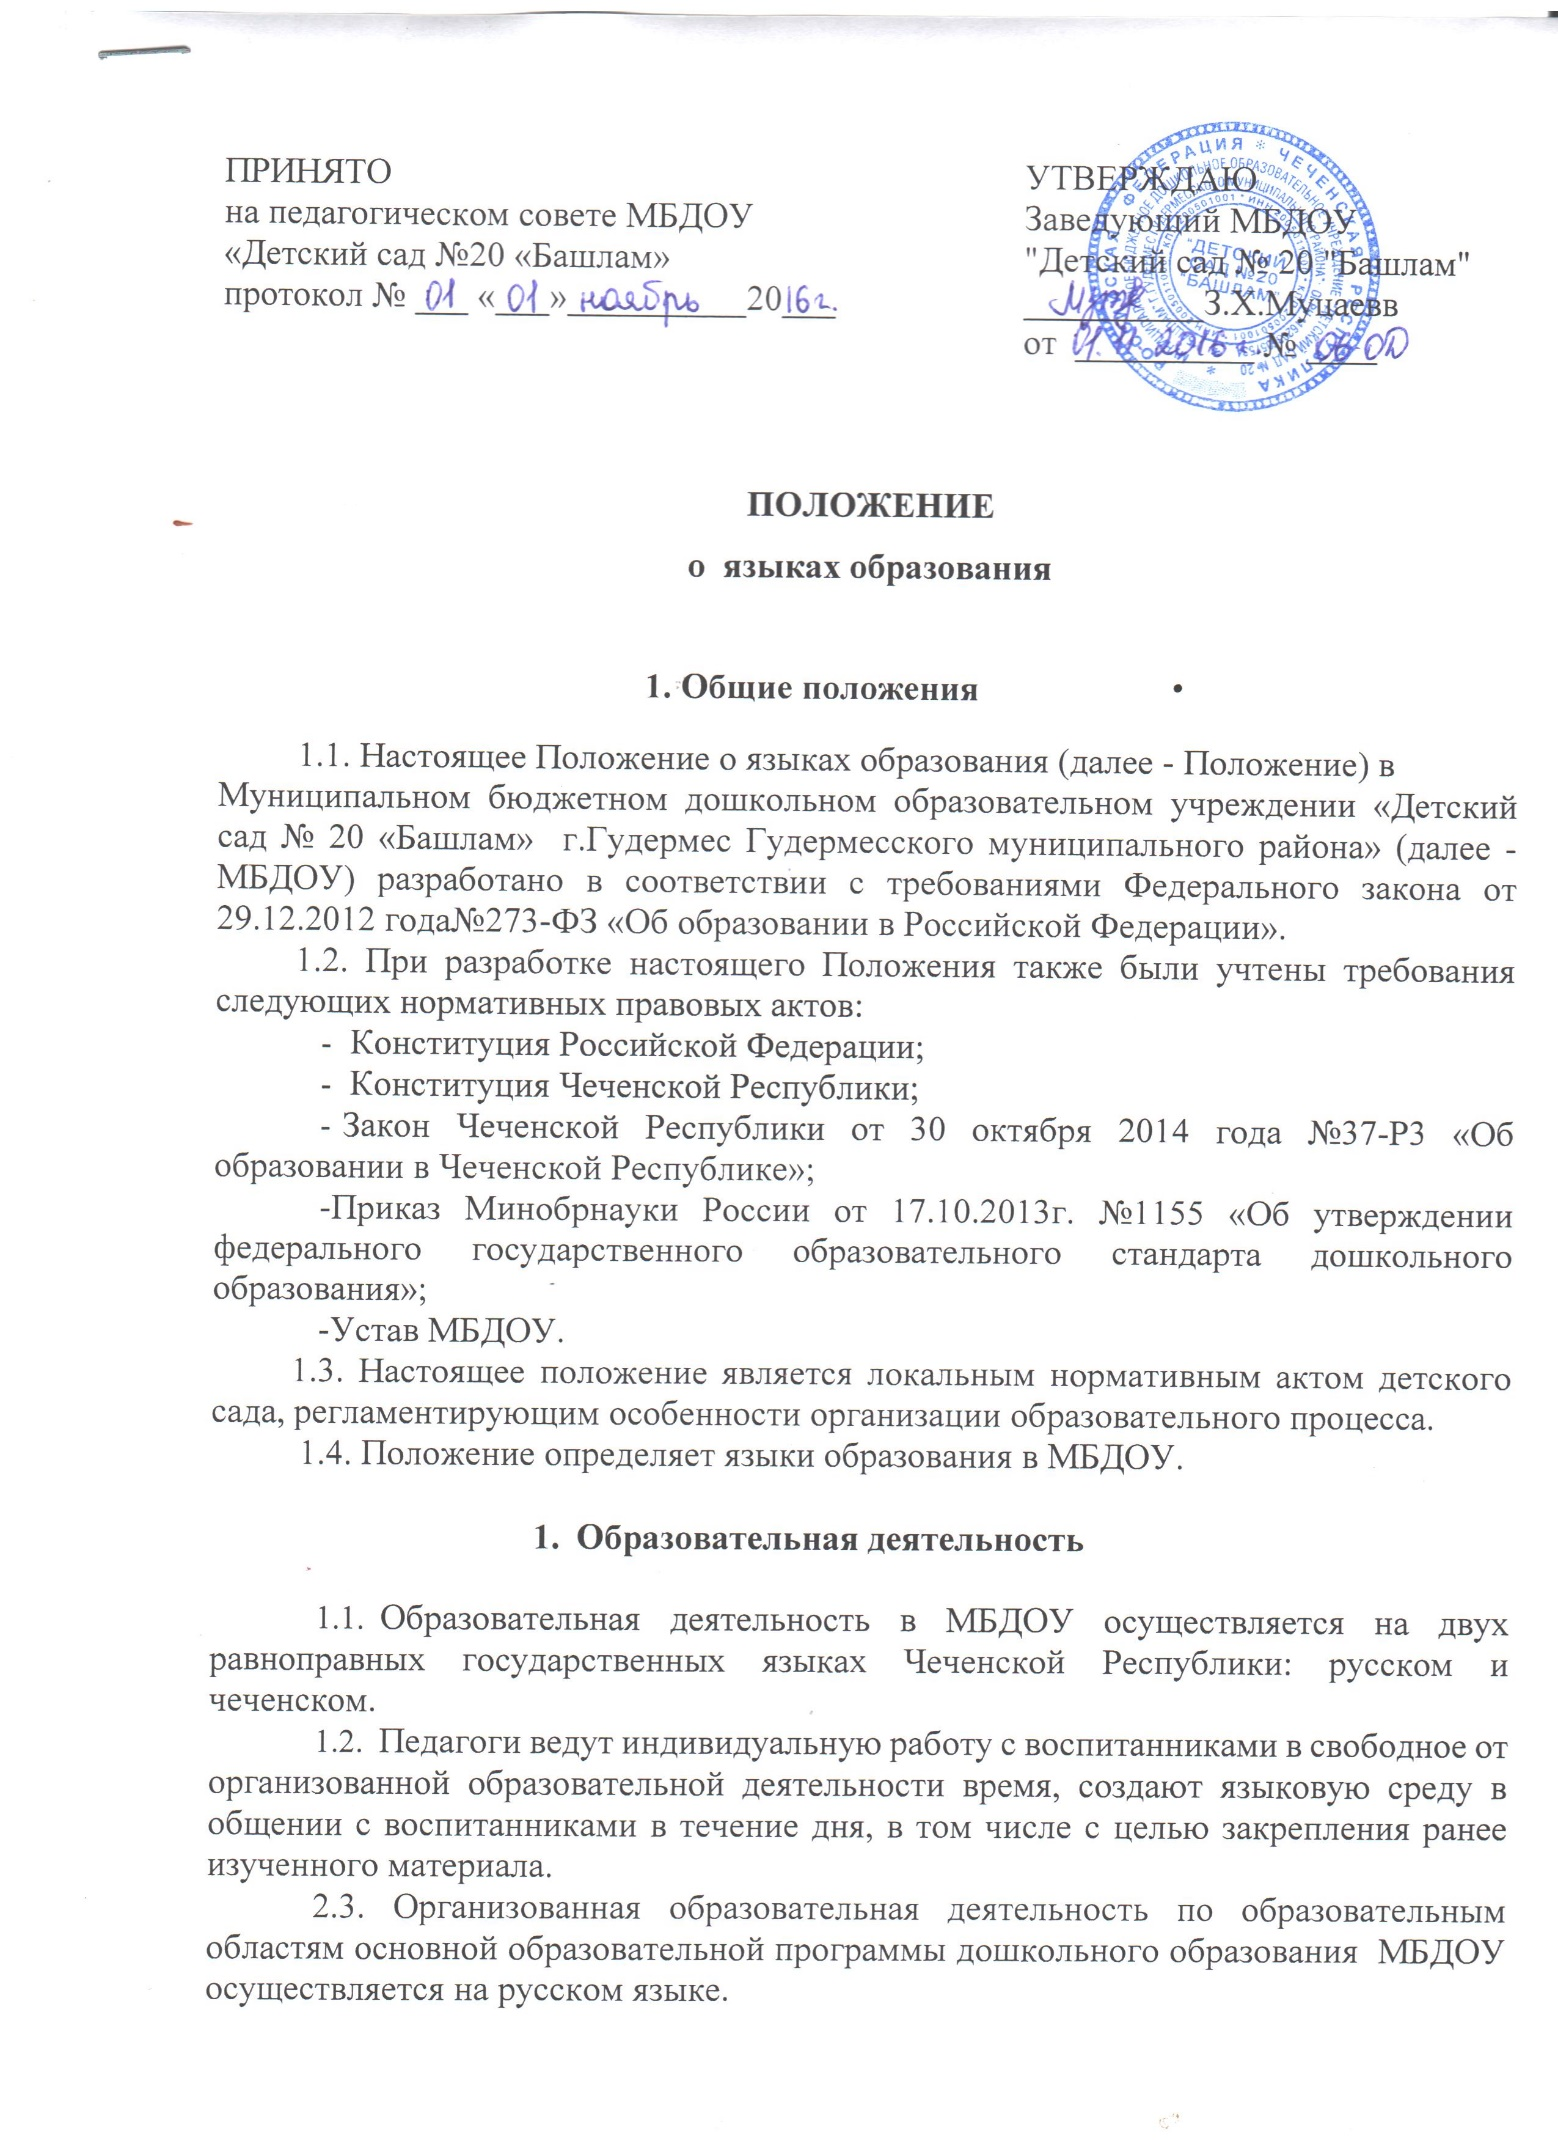 ПРИНЯТО
на педагогическом совете МБДОУ
«Детский сад №20 «Башлам»
протокол № 01 « 01 » ноябрь 2016г.
УТВЕРЖДАЮ
Заведующий МБДОУ
"Детский сад № 20 "Башлам"
З.Х.Муцаевв
от 01. 11 2016 г. № 06 ОД
"ДЕТСКИЙ
САД №20
"БАШЛАМ"
ПОЛОЖЕНИЕ
о языках образования
1. Общие положения
1.1. Настоящее Положение о языках образования (далее - Положение) в
Муниципальном бюджетном дошкольном образовательном учреждении «Детский
сад № 20 «Башлам» г.Гудермес Гудермесского муниципального района» (далее -
МБДОУ) разработано в соответствии с требованиями Федерального закона от
29.12.2012 года№273-ФЗ «Об образовании в Российской Федерации».
1.2. При разработке настоящего Положения также были учтены требования
следующих нормативных правовых актов:
- Конституция Российской Федерации;
- Конституция Чеченской Республики;
- Закон Чеченской Республики от 30 октября 2014 года №37-РЗ «Об
образовании в Чеченской Республике»;
-Приказ Минобрнауки России от 17.10.2013г. №1155 «Об утверждении
федерального государственного образовательного стандарта дошкольного
образования»;
-Устав МБДОУ.
1.3. Настоящее положение является локальным нормативным актом детского
сада, регламентирующим особенности организации образовательного процесса.
1.4. Положение определяет языки образования в МБДОУ.
1. Образовательная деятельность
1.1. Образовательная деятельность в МБДОУ осуществляется на двух
равноправных государственных языках Чеченской Республики: русском и
чеченском.
1.2. Педагоги ведут индивидуальную работу с воспитанниками в свободное от
организованной образовательной деятельности время, создают языковую среду в
общении с воспитанниками в течение дня, в том числе с целью закрепления ранее
изученного материала.
2.3. Организованная образовательная деятельность по образовательным
областям основной образовательной программы дошкольного образования МБДОУ
осуществляется на русском языке.